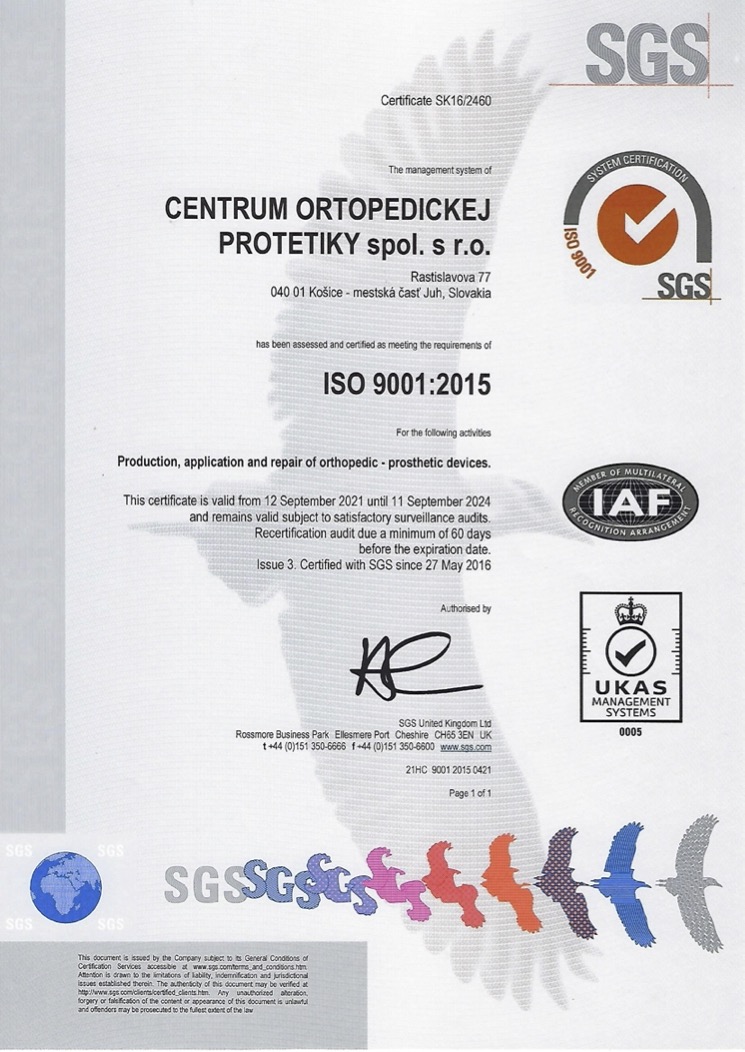 SGS
Certificate SK16/2460
The management system of
CENTRUM ORTOPEDICKEJ
PROTETIKY spol. s r.o.
Rastislavova 77
040 01 Košice - mestská časť Juh, Slovakia
SYSTEM CERTIFICATION
ISO 9001
SGS
has been assessed and certified as meeting the requirements of
ISO 9001:2015
For the following activities
Production, application and repair of orthopedic - prosthetic devices.
This certificate is valid from 12 September 2021 until 11 September 2024
and remains valid subject to satisfactory surveillance audits.
Recertification audit due a minimum of 60 days
before the expiration date.
Issue 3. Certified with SGS since 27 May 2016
MEMBER OF MULTILATERAL
IAF
RECOGNITION ARRANGEMENT
Authorised by
UKAS
MANAGEMENT
SYSTEMS
0005
SGS United Kingdom Ltd
Rossmore Business Park Ellesmere Port Cheshire CH65 3EN UK
t +44 (0)151 350-6666 f +44 (0)151 350-6600 www.sgs.com
21HC 9001 2015 0421
Page 1 of 1
SGS SGS
SGS SGS SGS
SGS SGS
This document is issued by the Company subject to its General Conditions of
Certification Services accessible at www.sgs.com/terms_and_conditions.htm.
Attention is drawn to the limitations of liability, indemnification and jurisdictional
issues established therein. The authenticity of this document may be verified at
http://www.sgs.com/clients/certified_clients.htm. Any unauthorized alteration,
forgery or falsification of the content or appearance of this document is unlawful
and offenders may be prosecuted to the fullest extent of the law